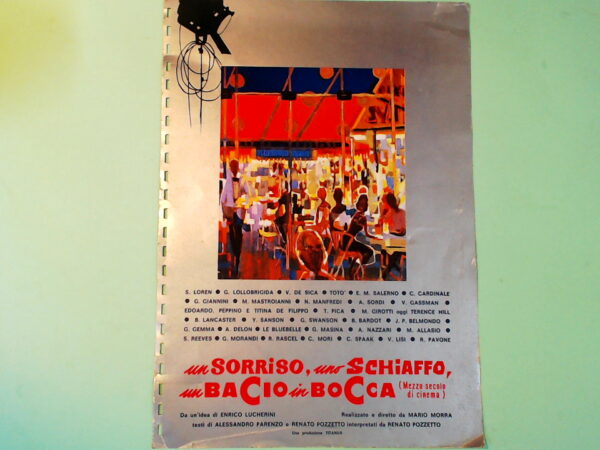 S. LOREN ● G. LOLLOBRIGIDA ● V. DE SICA ● TOTO' ● E. M. SALERNO ● C. CARDINALE
● G. GIANNINI ● M. MASTROIANNI ● N. MANFREDI ● A. SORDI ● V. GASSMAN ●
EDOARDO, PEPPINO E TITINA DE FILIPPO ● T. PICA ● M. GIROTTI oggi TERENCE HILL
● B. LANCASTER ● Y. SANSON ● G. SWANSON ● B. BARDOT ● J. P. BELMONDO ●
G. GEMMA ● A. DELON ● LE BLUEBELLE ● G. MASINA ● A. NAZZARI ● M. ALLASIO ●
S. REEVES ● G. MORANDI ● R. RASCEL ● C. MORI ● C. SPAAK ● V. LISI ● R. PAVONE
un SORRiSO, uno SCHiAFFO,
un BACIO in BOCCA (Mezzo secolo
di cinema)
Da un'idea di ENRICO LUCHERINI Realizzato e diretto da MARIO MORRA
testi di ALESSANDRO PARENZO e RENATO POZZETTO interpretati da RENATO POZZETTO
Una produzione TITANUS